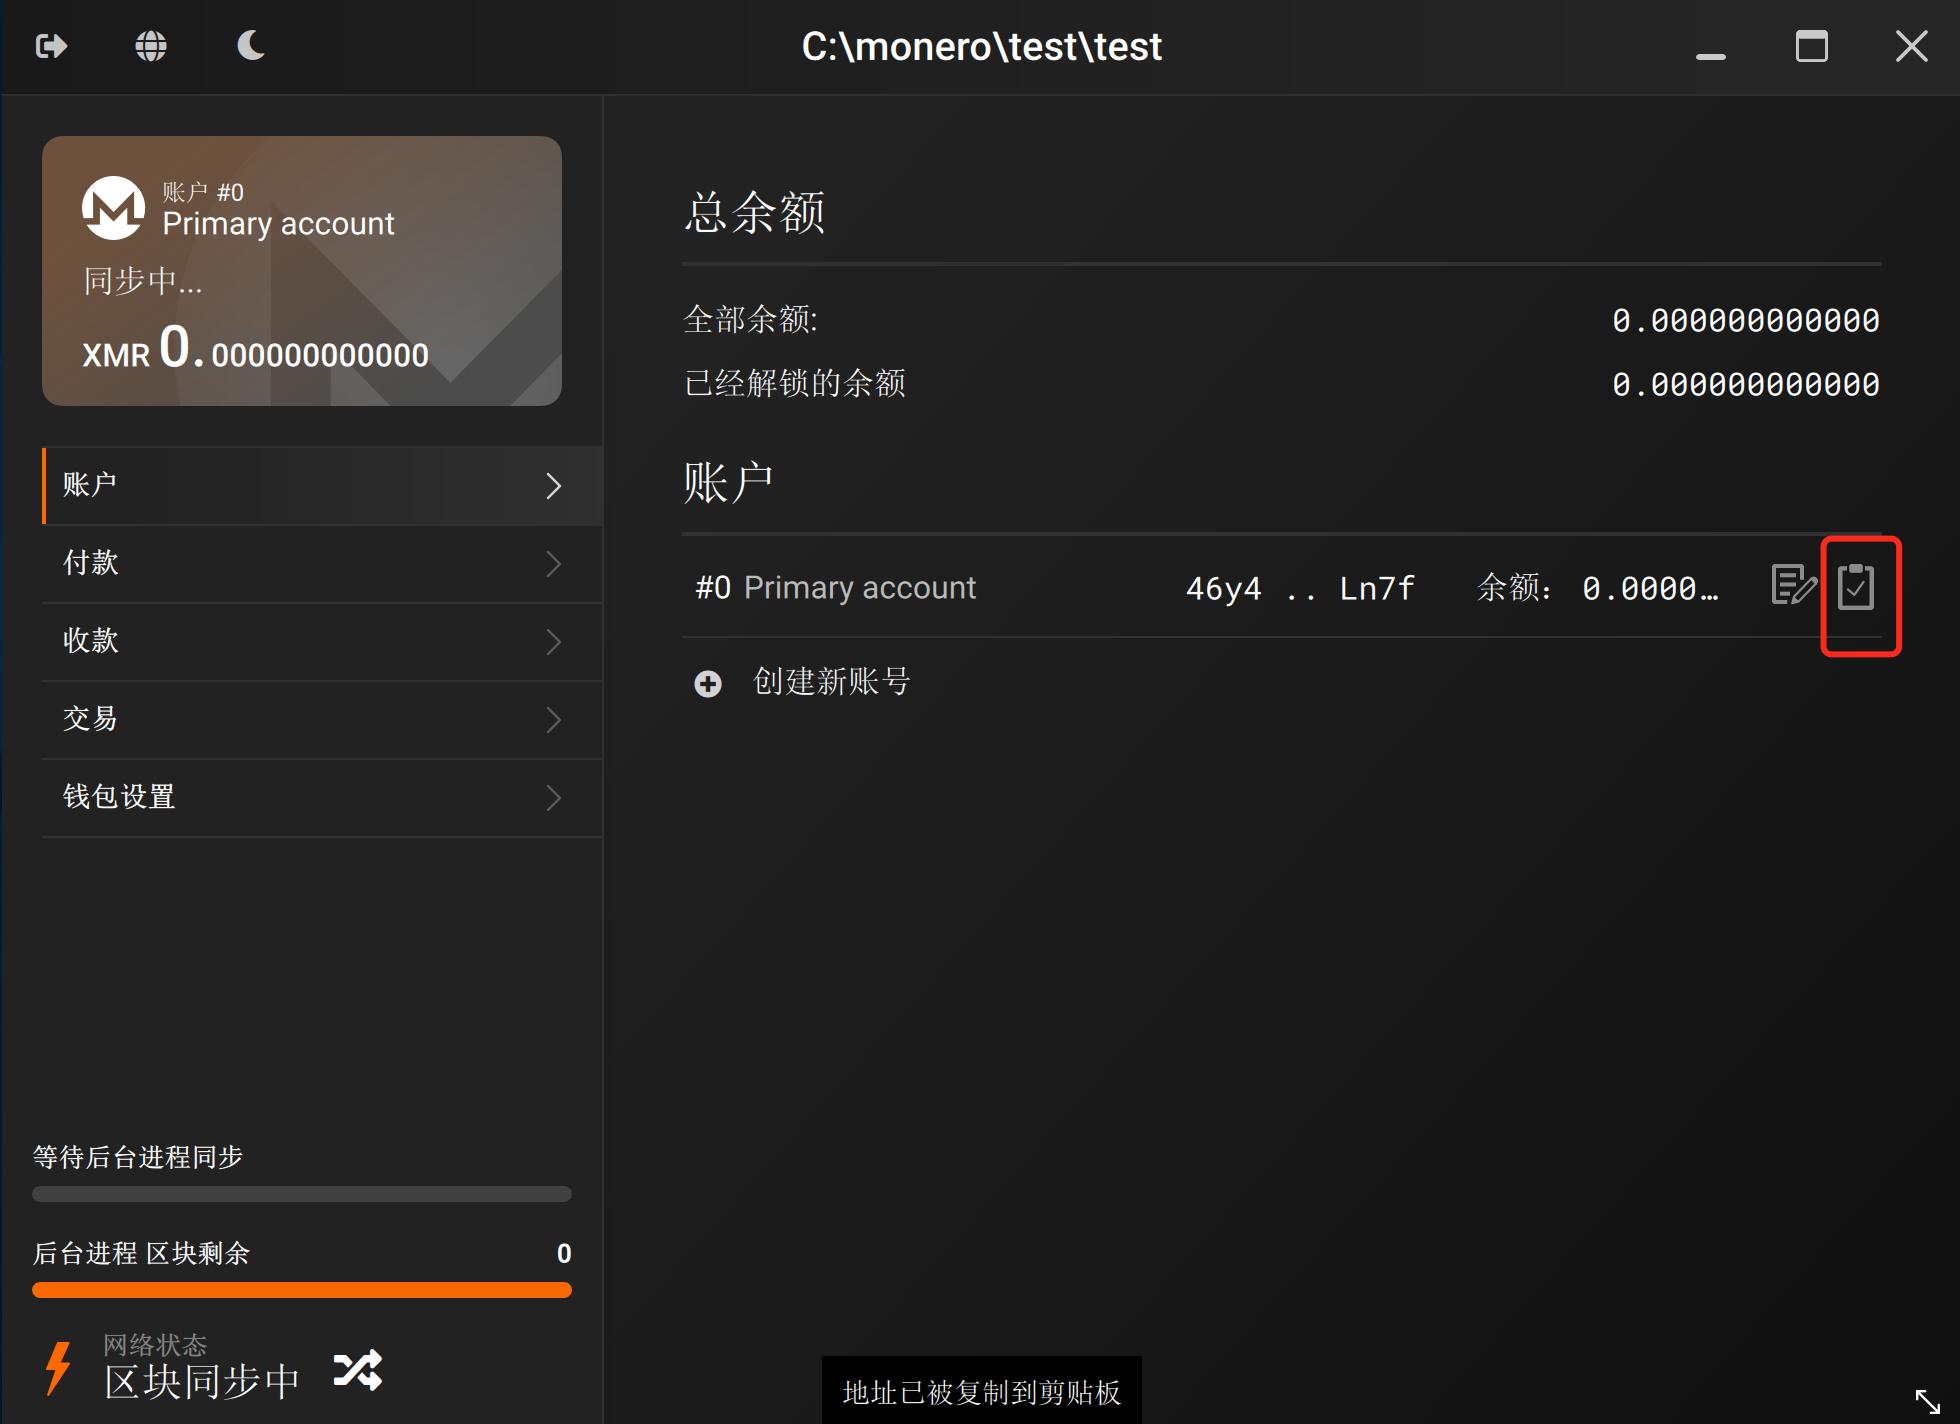 C:\monero\test\test
账户 #0
Primary account
同步中...
XMR 0.000000000000
账户
付款
收款
交易
钱包设置
等待后台进程同步
后台进程 区块剩余 0
网络状态
区块同步中
总余额
全部余额: 0.000000000000
已经解锁的余额 0.000000000000
账户
#0 Primary account 46y4 .. Ln7f 余额： 0.0000…
创建新账号
地址已被复制到剪贴板